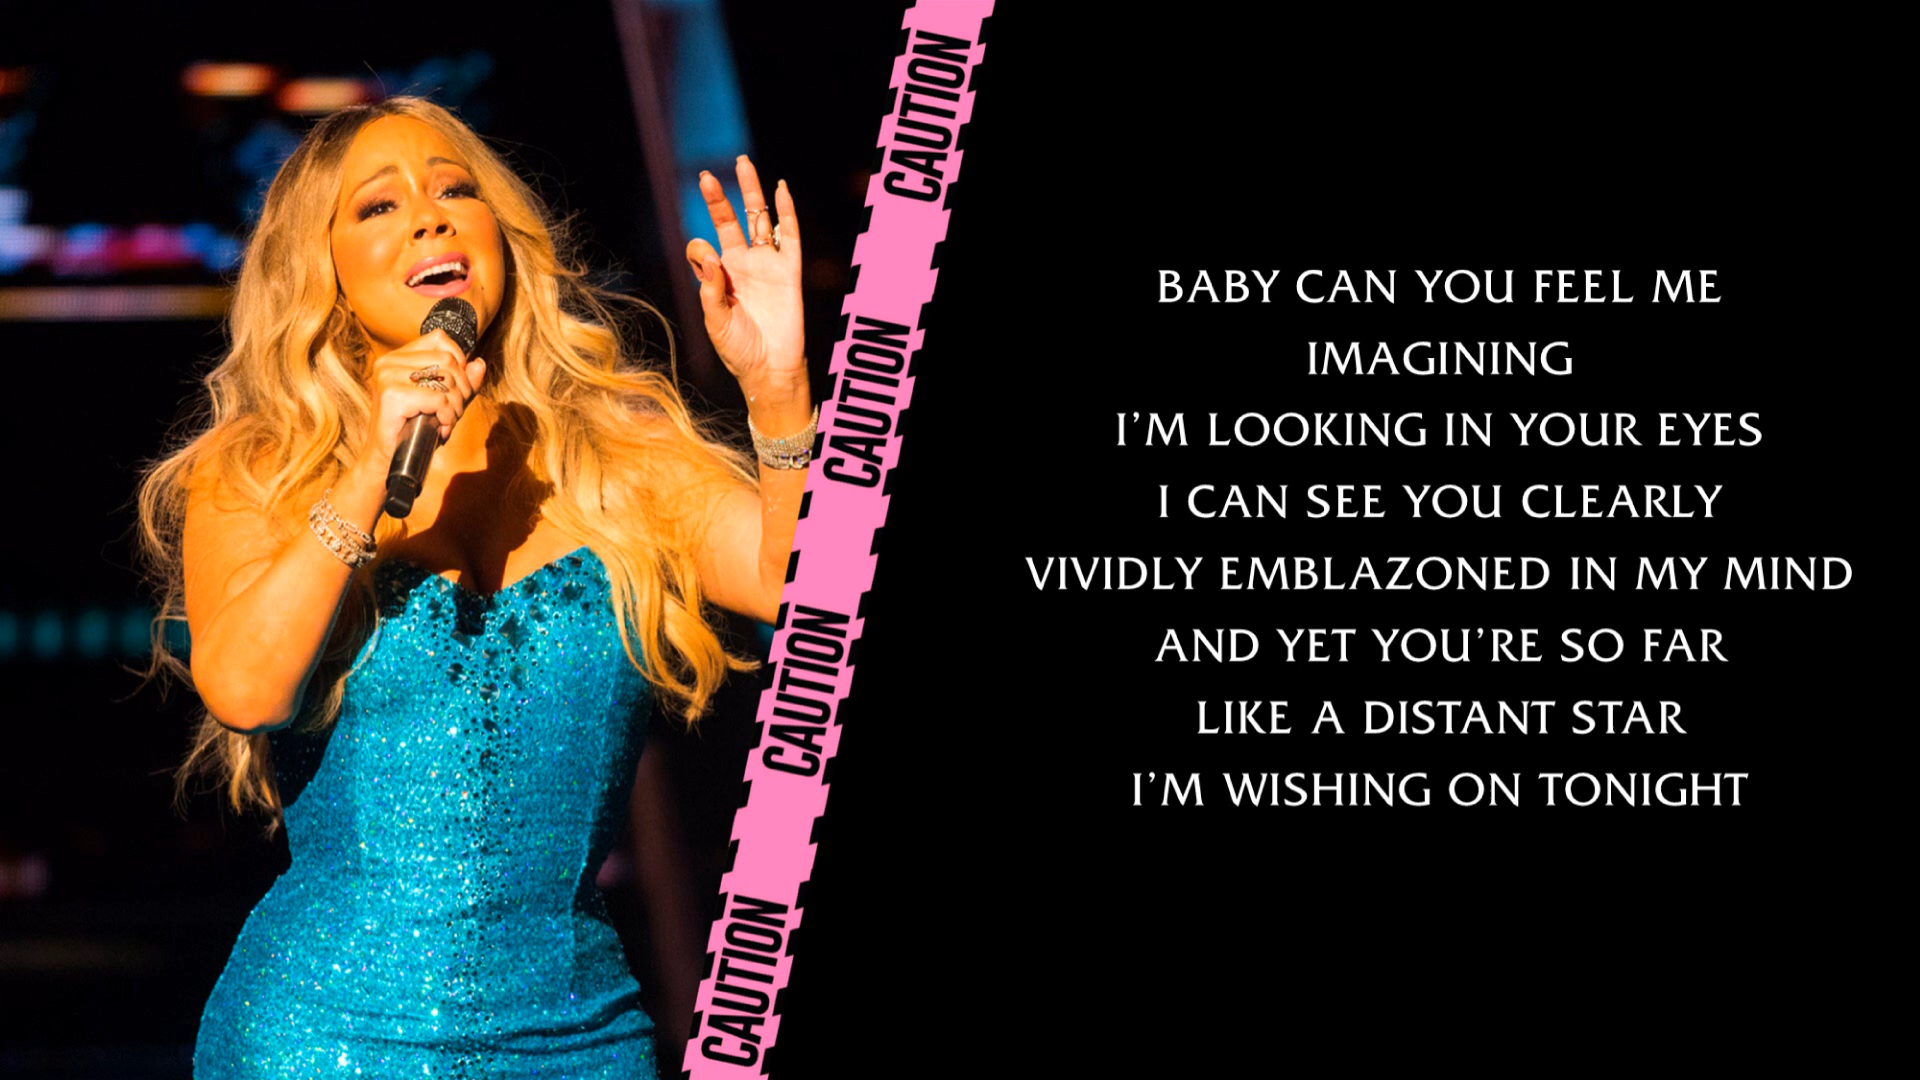 CAUTION
CAUTION
CAUTION
CAUTION
BABY CAN YOU FEEL ME
IMAGINING
I’M LOOKING IN YOUR EYES
I CAN SEE YOU CLEARLY
VIVIDLY EMBLAZONED IN MY MIND
AND YET YOU’RE SO FAR
LIKE A DISTANT STAR
I’M WISHING ON TONIGHT